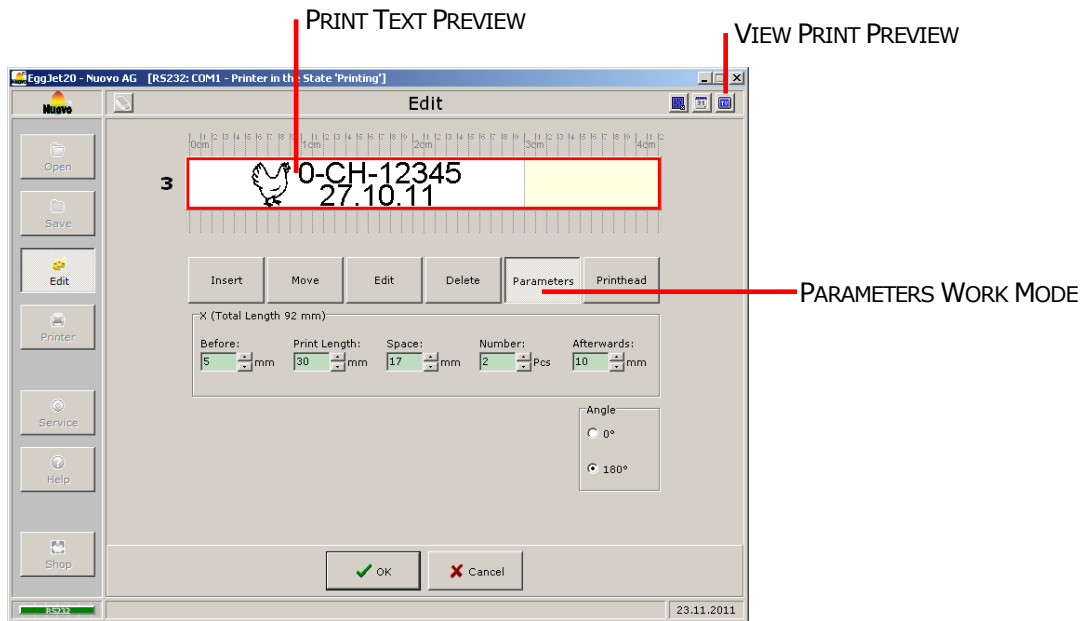 PRINT TEXT PREVIEW
VIEW PRINT PREVIEW
EggJet20 - Nuovo AG [RS232: COM1 - Printer in the State 'Printing']
Nuovo
Edit
31
TV
0cm 1cm 2cm 3cm 4cm
Open
3
0-CH-12345
27.10.11
Save
Edit
Insert Move Edit Delete Parameters Printhead
PARAMETERS WORK MODE
X (Total Length 92 mm)
Printer
Before: Print Length: Space: Number: Afterwards:
5 mm 30 mm 17 mm 2 Pcs 10 mm
Service
Angle
0°
Help
180°
Shop
OK Cancel
RS232
23.11.2011